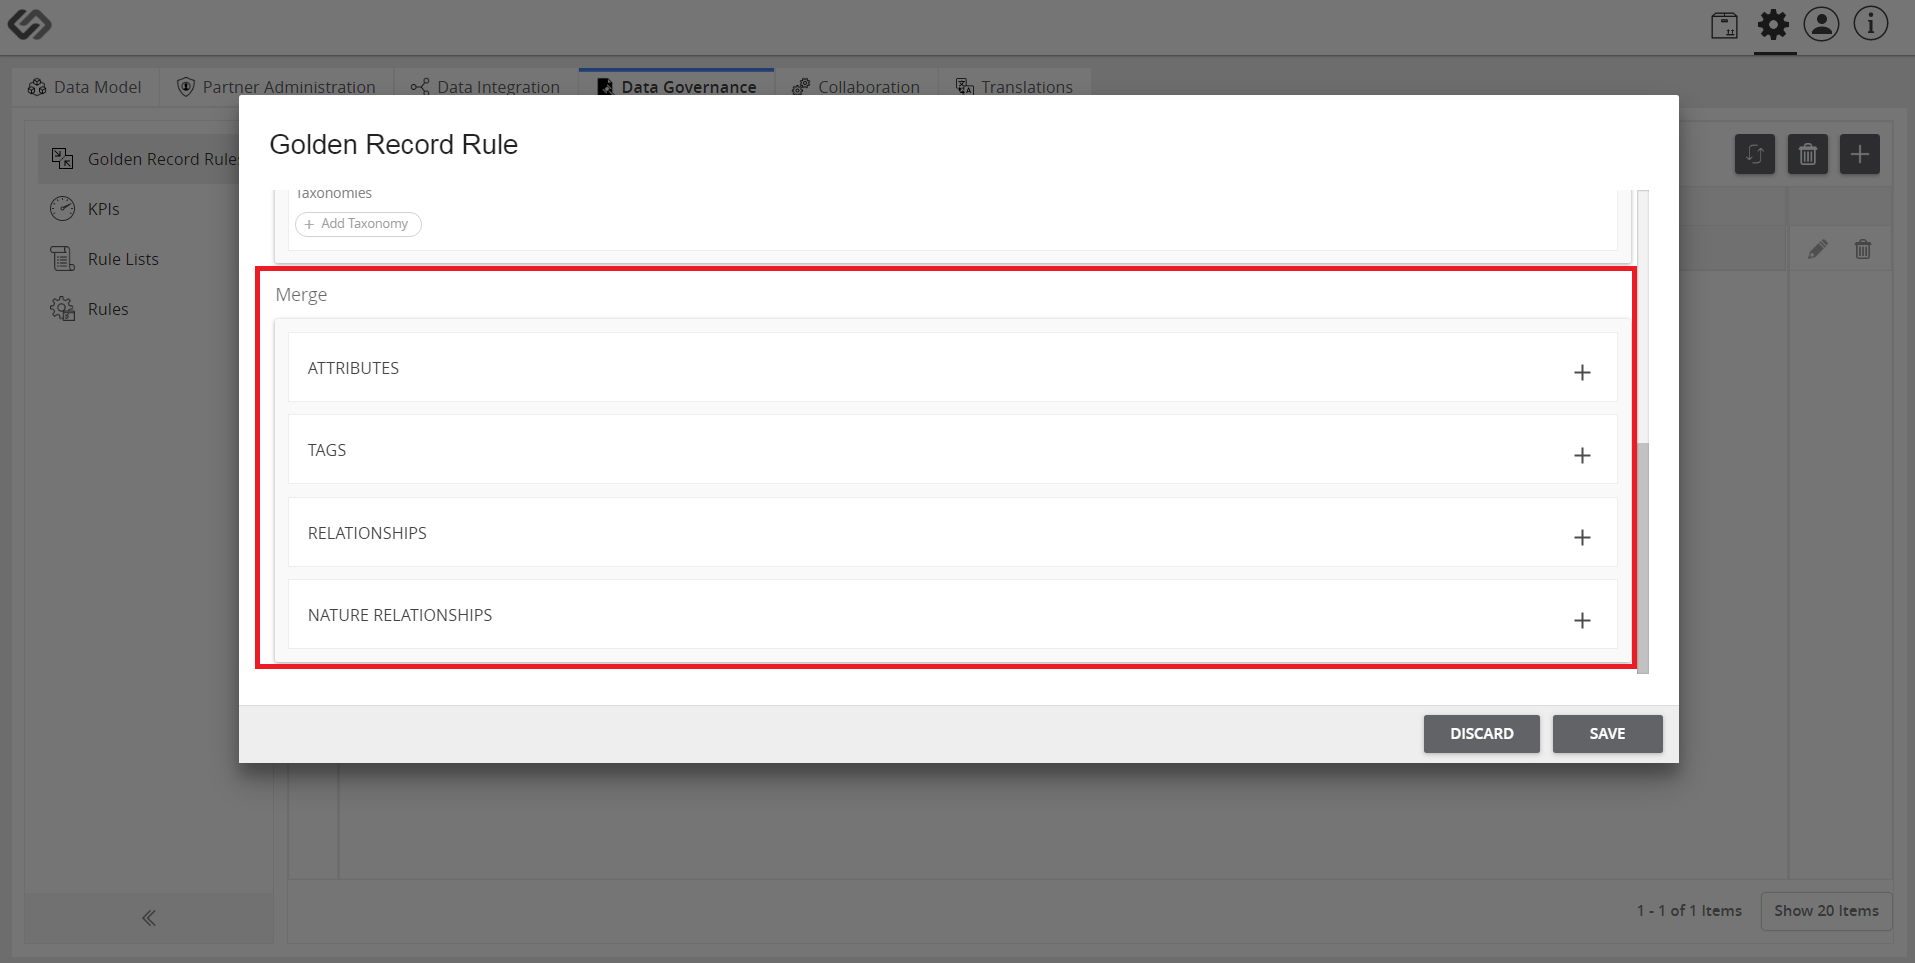 Data Model
Partner Administration
Data Integration
Data Governance
Collaboration
Translations
Golden Record Rules
KPIs
Rule Lists
Rules
Golden Record Rule
Taxonomies
+ Add Taxonomy
Merge
ATTRIBUTES
TAGS
RELATIONSHIPS
NATURE RELATIONSHIPS
DISCARD
SAVE
1 - 1 of 1 Items
Show 20 Items